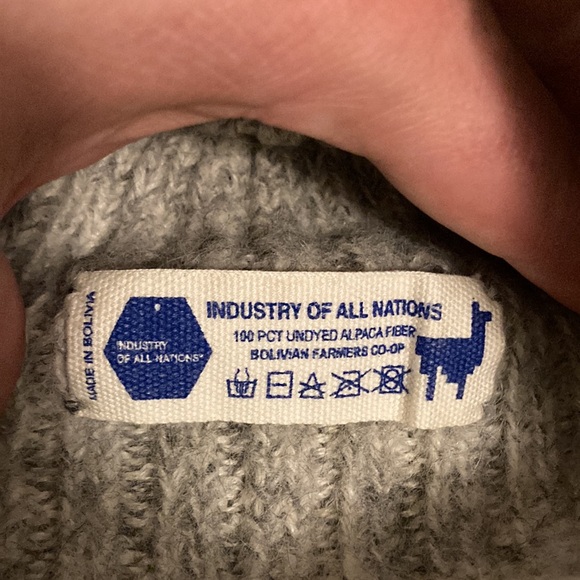 MADE IN BOLIVIA
INDUSTRY
OF ALL NATIONS
INDUSTRY OF ALL NATIONS
100 PCT UNDYED ALPACA FIBER
BOLIVIAN FARMERS CO-OP